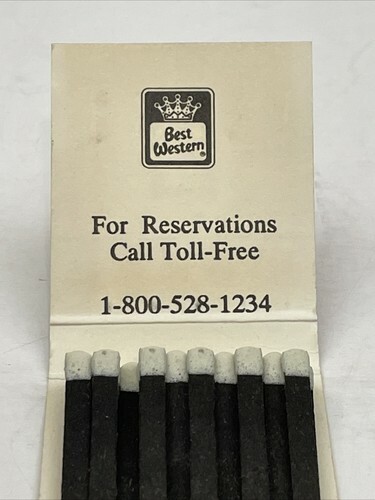 Best
Western®
For Reservations
Call Toll-Free
1-800-528-1234